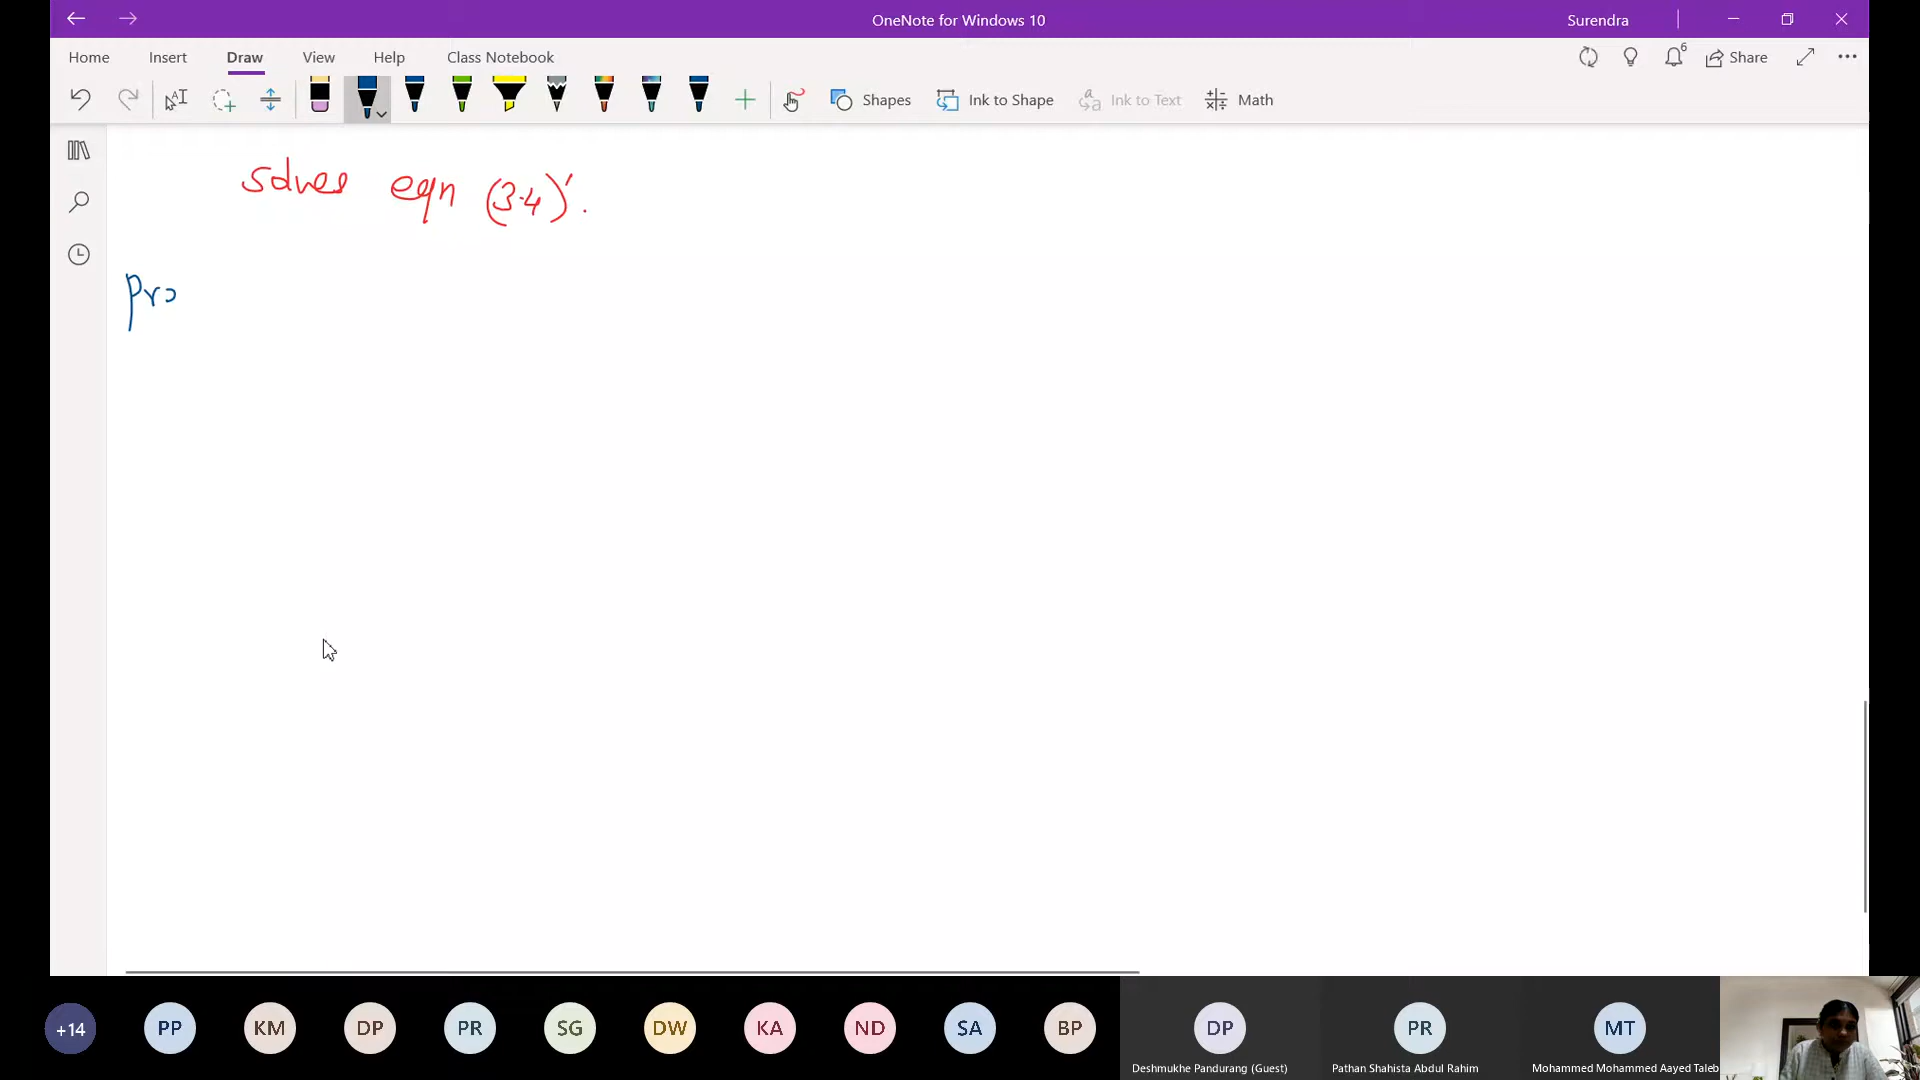 OneNote for Windows 10
Surendra
Home Insert Draw View Help Class Notebook
6
Share
Shapes Ink to Shape Ink to Text Math
solves eqn (3.4)'.
Pro
+14 PP KM DP PR SG DW KA ND SA BP DP PR MT
Deshmukhe Pandurang (Guest) Pathan Shahista Abdul Rahim Mohammed Mohammed Aayed Taleb